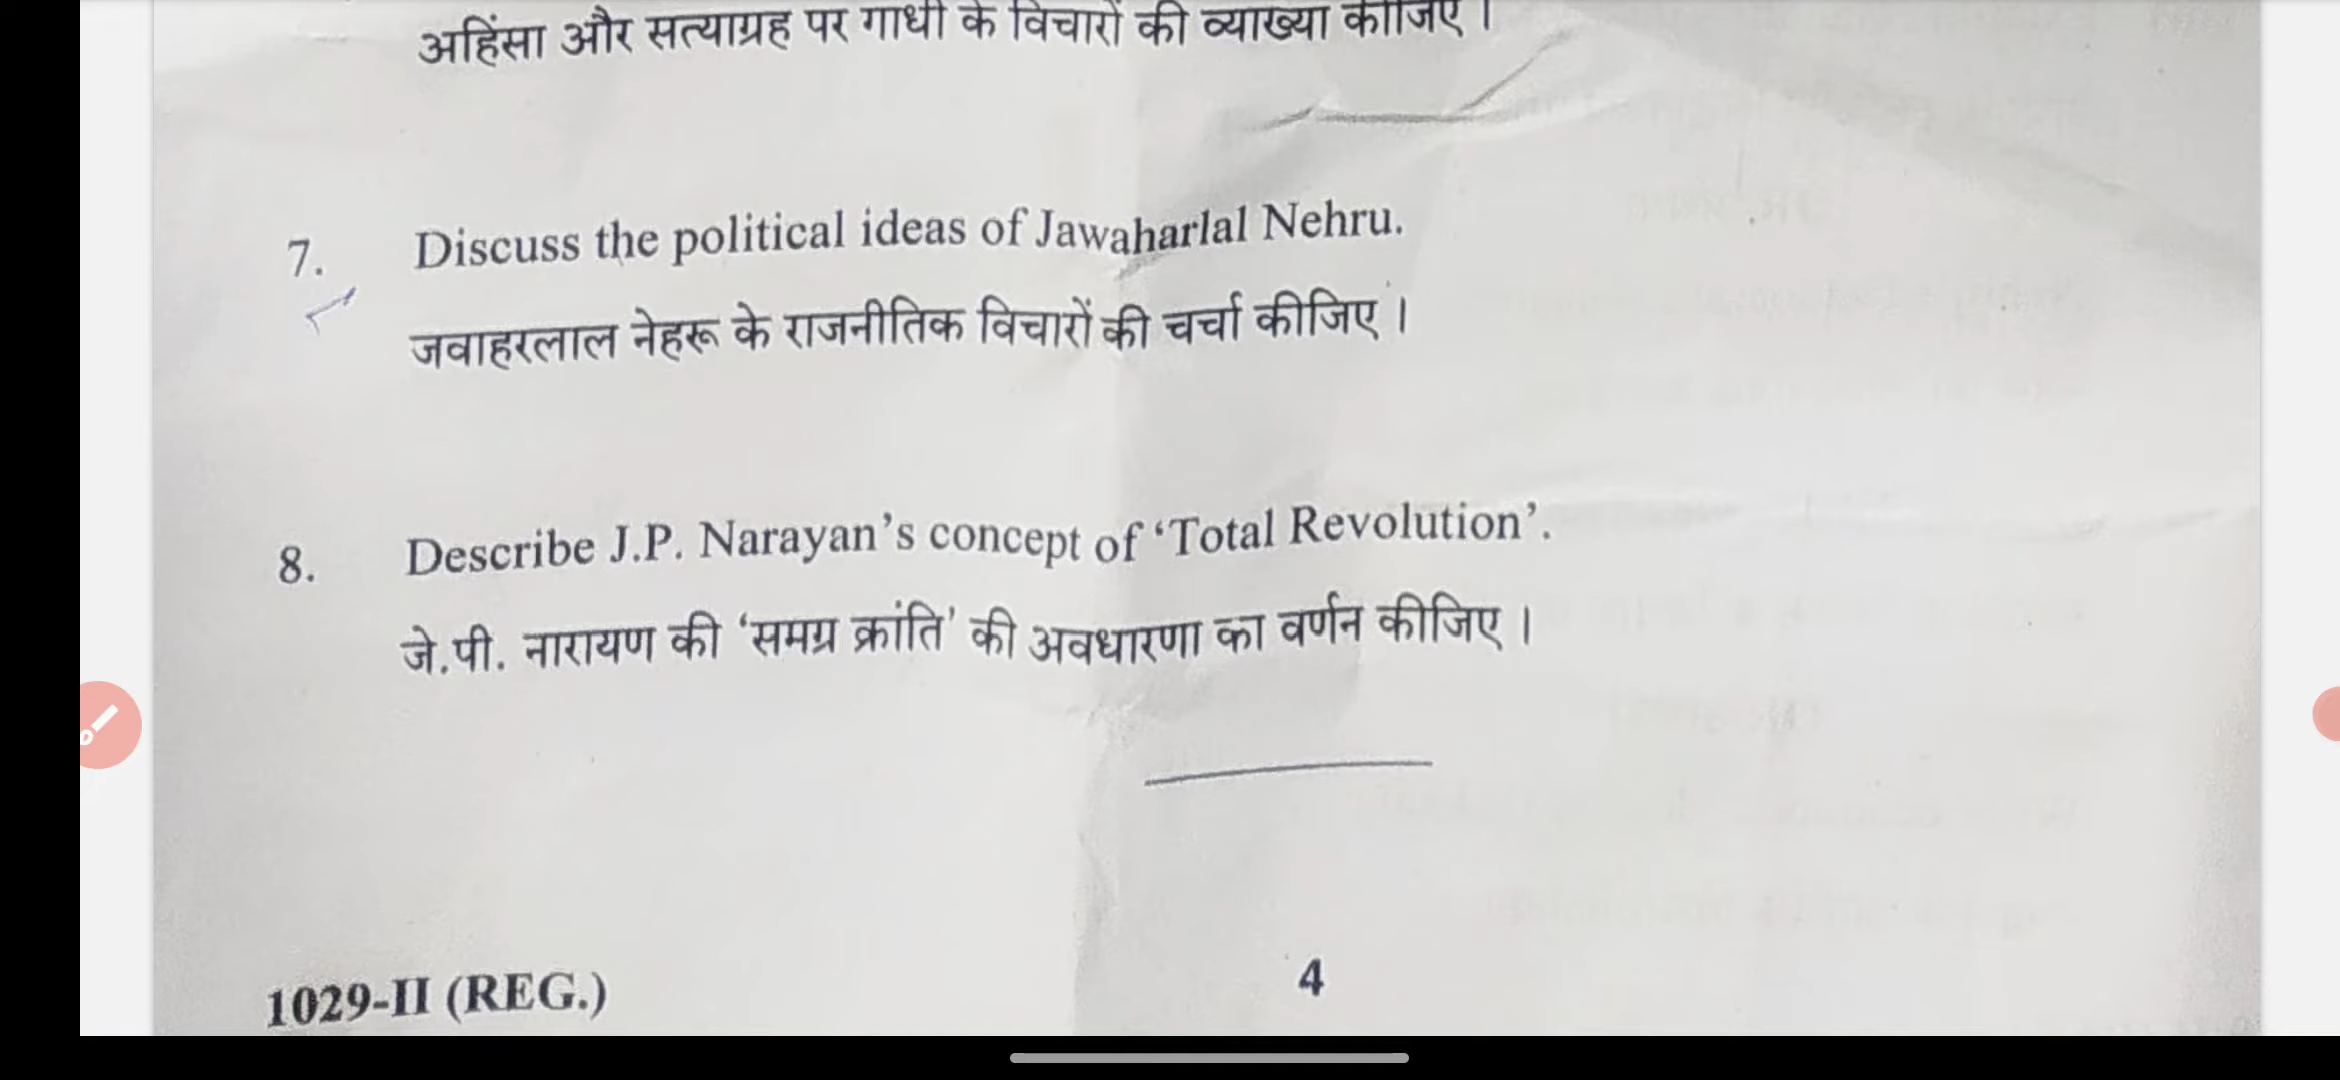 अहिंसा और सत्याग्रह पर गांधी के विचारों की व्याख्या कीजिए ।
7. Discuss the political ideas of Jawaharlal Nehru.
जवाहरलाल नेहरू के राजनीतिक विचारों की चर्चा कीजिए ।
8. Describe J.P. Narayan's concept of 'Total Revolution'.
जे.पी. नारायण की 'समग्र क्रांति' की अवधारणा का वर्णन कीजिए ।
1029-II (REG.) 4